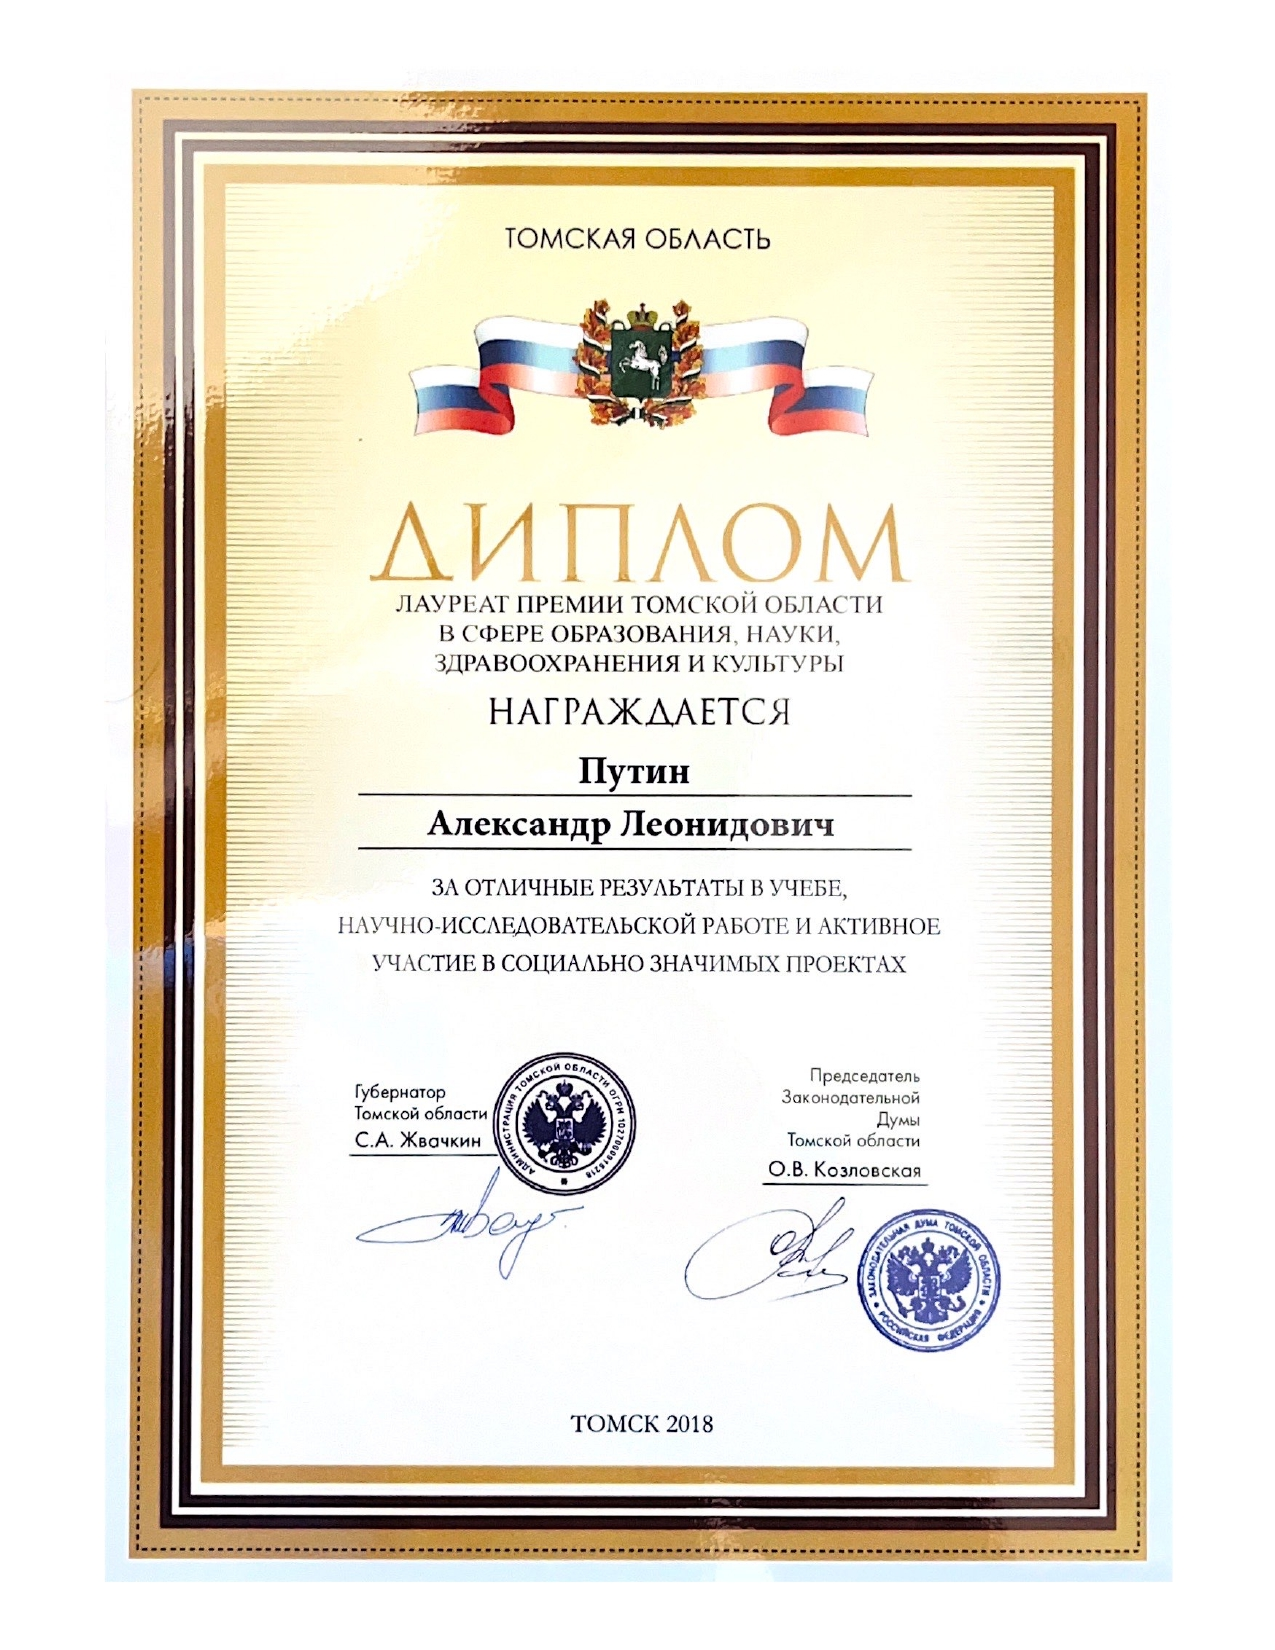 ТОМСКАЯ ОБЛАСТЬ
ДИПЛОМ
ЛАУРЕАТ ПРЕМИИ ТОМСКОЙ ОБЛАСТИ
В СФЕРЕ ОБРАЗОВАНИЯ, НАУКИ,
ЗДРАВООХРАНЕНИЯ И КУЛЬТУРЫ
НАГРАЖДАЕТСЯ
Путин
Александр Леонидович
ЗА ОТЛИЧНЫЕ РЕЗУЛЬТАТЫ В УЧЕБЕ,
НАУЧНО-ИССЛЕДОВАТЕЛЬСКОЙ РАБОТЕ И АКТИВНОЕ
УЧАСТИЕ В СОЦИАЛЬНО ЗНАЧИМЫХ ПРОЕКТАХ
Губернатор
Томской области
С.А. Жвачкин
АДМИНИСТРАЦИЯ ТОМСКОЙ ОБЛАСТИ ОГРН
Председатель
Законодательной
Думы
Томской области
О.В. Козловская
ЗАКОНОДАТЕЛЬНАЯ ДУМА ТОМСКОЙ ОБЛАСТИ
РОССИЙСКАЯ ФЕДЕРАЦИЯ
ТОМСК 2018